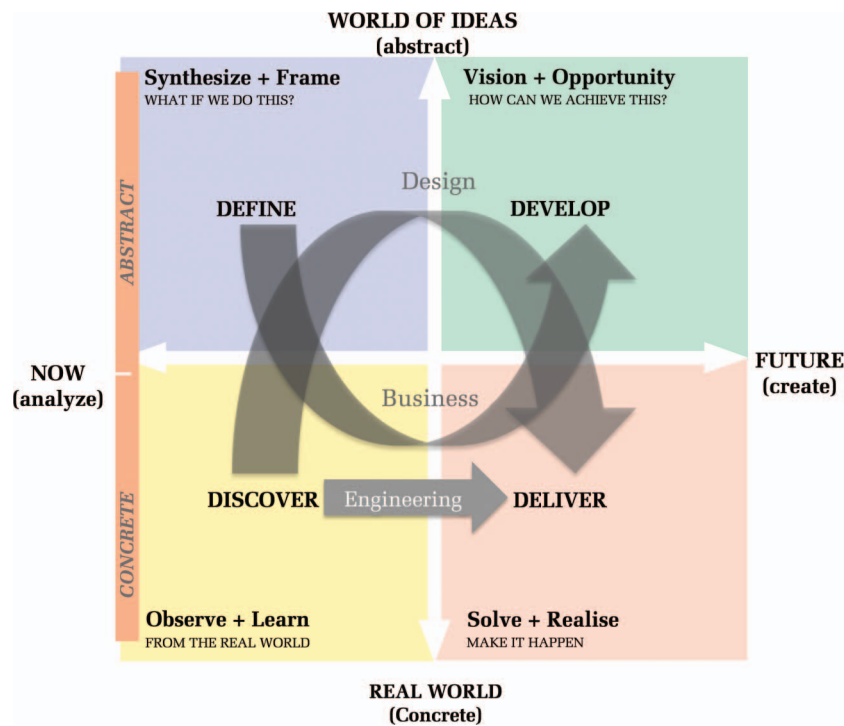 WORLD OF IDEAS
(abstract)
Synthesize + Frame
WHAT IF WE DO THIS?
Vision + Opportunity
HOW CAN WE ACHIEVE THIS?
ABSTRACT
Design
DEFINE
DEVELOP
NOW
(analyze)
FUTURE
(create)
Business
CONCRETE
DISCOVER
Engineering
DELIVER
Observe + Learn
FROM THE REAL WORLD
Solve + Realise
MAKE IT HAPPEN
REAL WORLD
(Concrete)